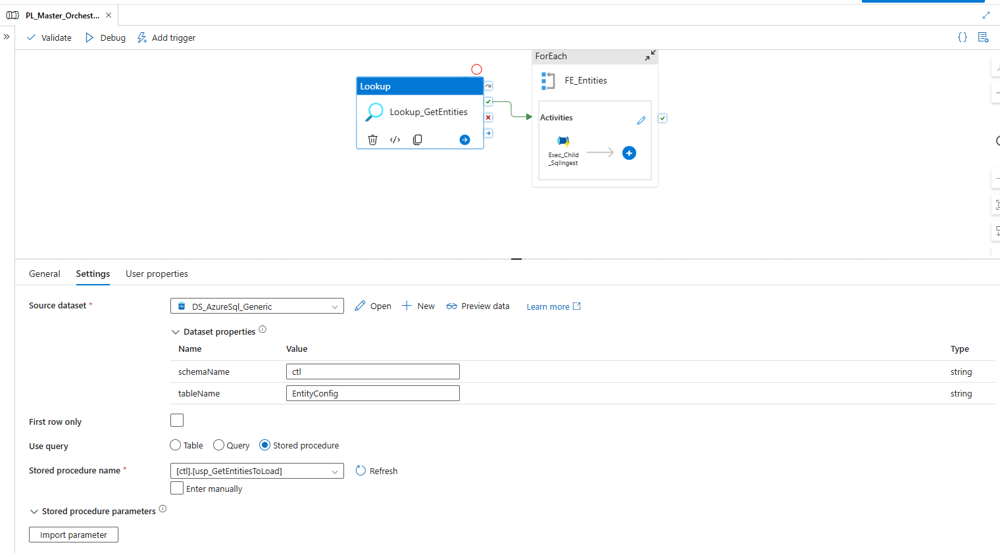 PL_Master_Orchest...
Validate Debug Add trigger
ForEach
FE_Entities
Lookup
Lookup_GetEntities
Activities
Exec_Child
_SqlIngest
General Settings User properties
Source dataset * DS_AzureSql_Generic Open New Preview data Learn more
Dataset properties
Name Value Type
schemaName ctl string
tableName EntityConfig string
First row only
Use query Table Query Stored procedure
Stored procedure name * [ctl].[usp_GetEntitiesToLoad] Refresh
Enter manually
Stored procedure parameters
Import parameter